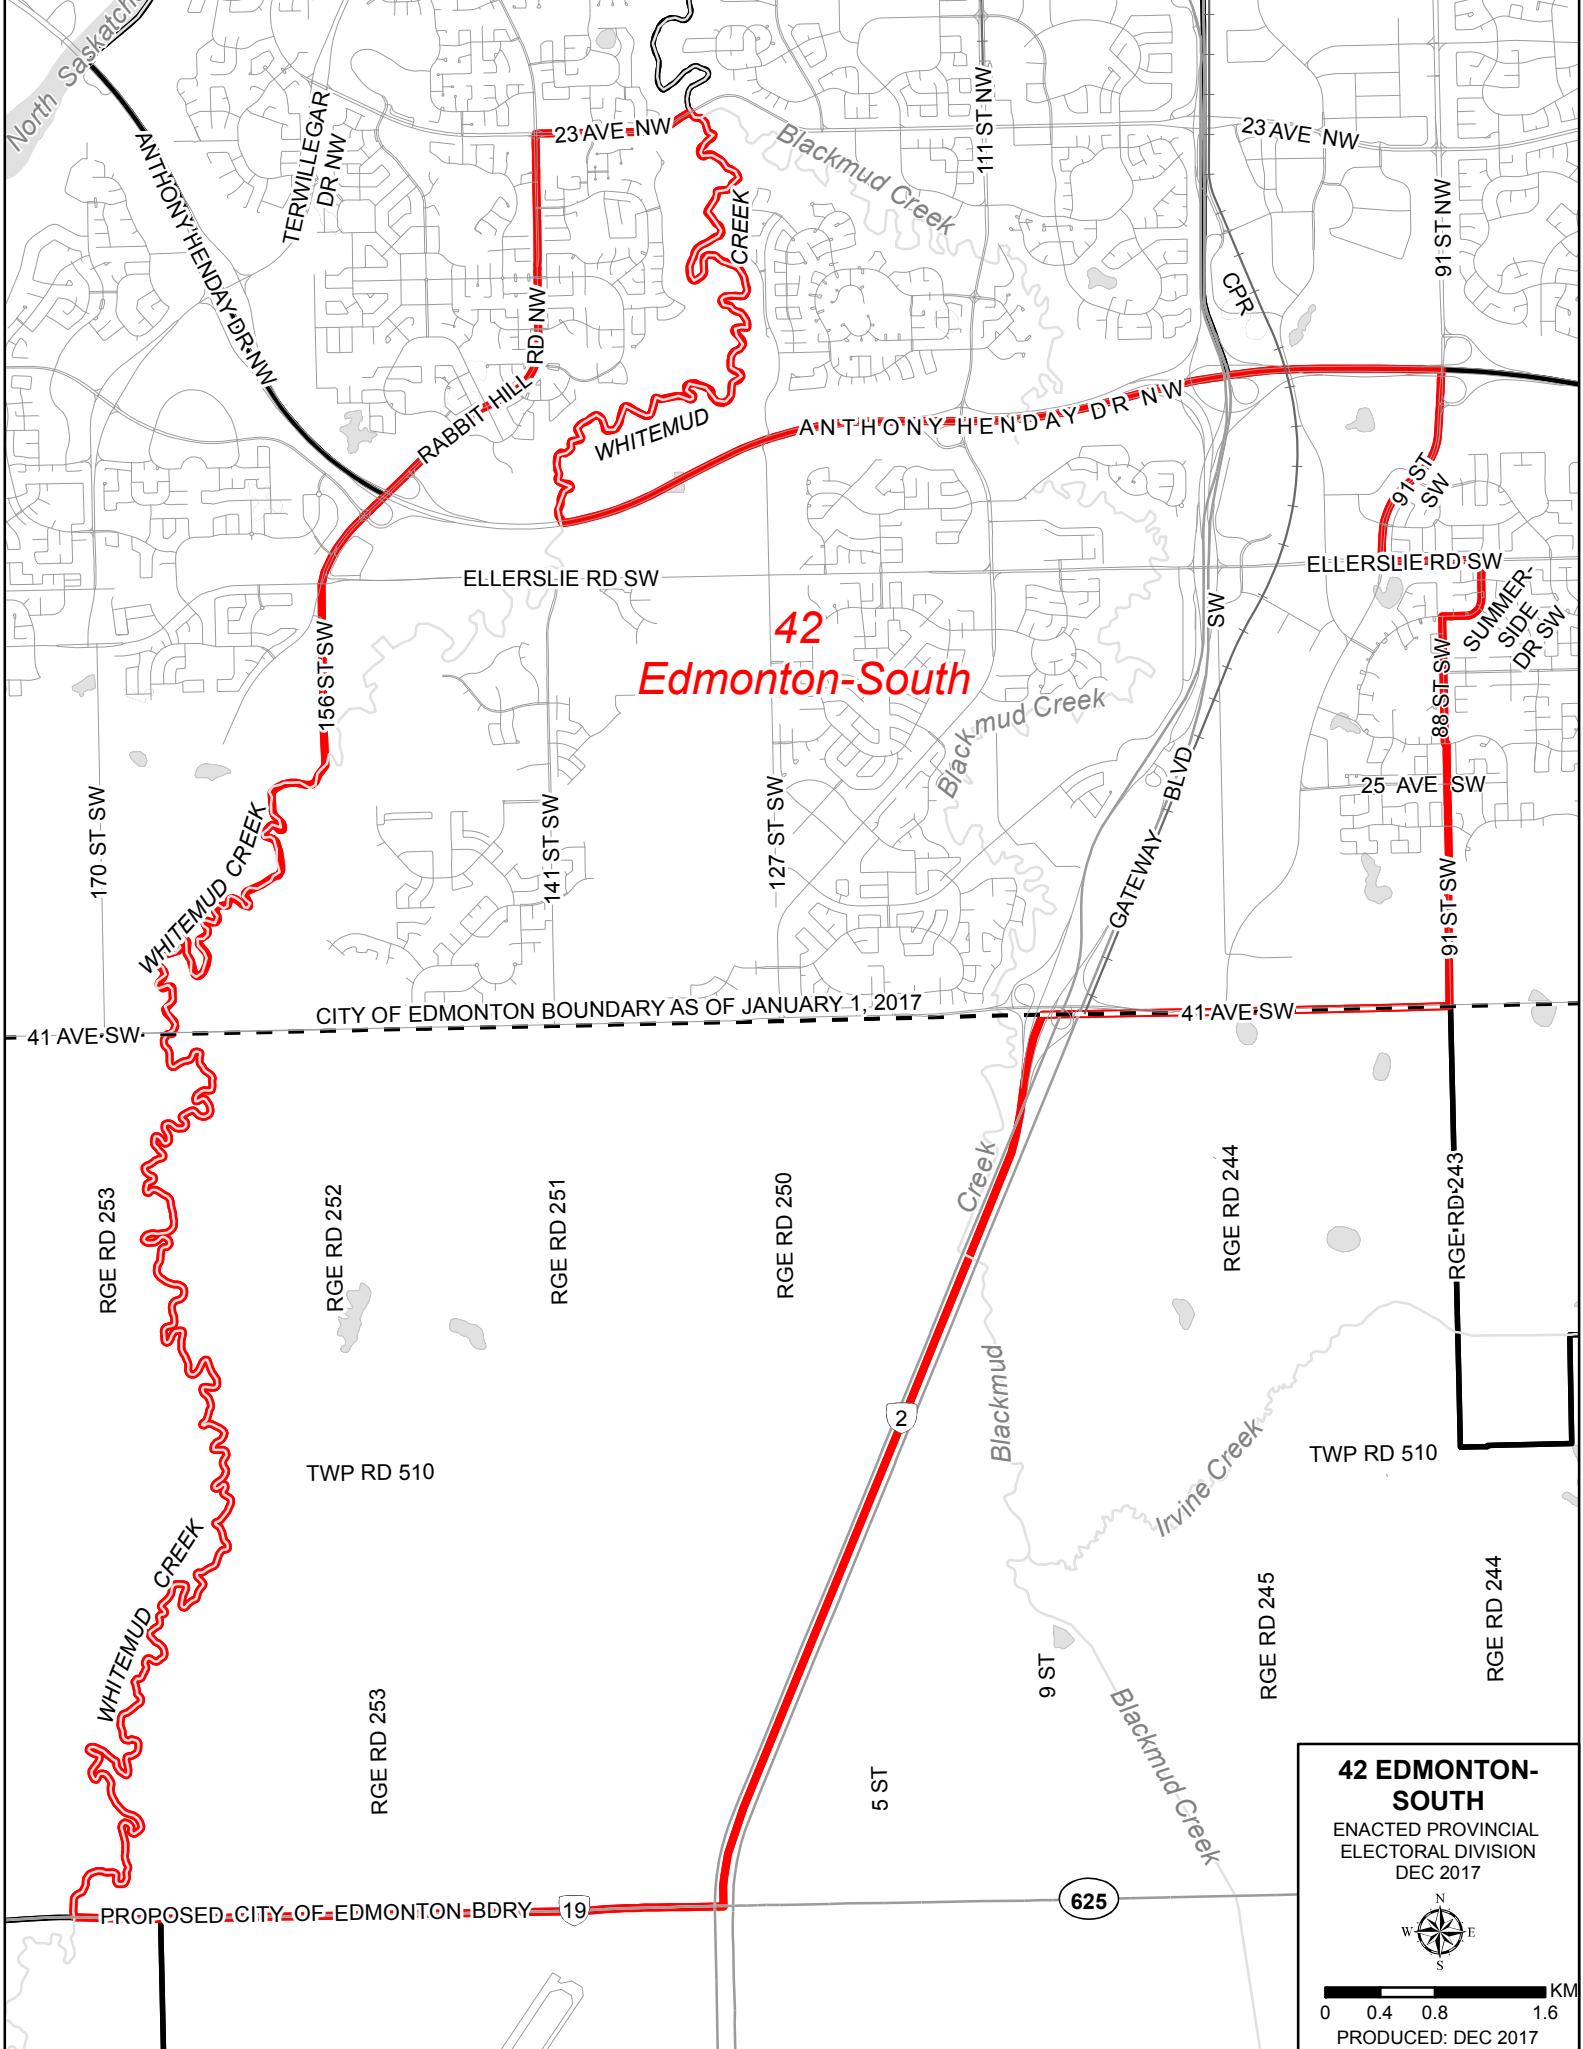 North Saskatch
ANTHONY HENDAY DR NW
TERWILLEGAR
DR NW
23 AVE NW
CREEK
Blackmud Creek
111 ST NW
23 AVE NW
91 ST NW
CPR
RABBIT HILL RD NW
WHITEMUD
ANTHONY HENDAY DR NW
91 ST
SW
ELLERSLIE RD SW
ELLERSLIE RD SW
SUMMER-
SIDE
DR SW
SW
42
Edmonton-South
156 ST SW
88 ST SW
Blackmud Creek
170 ST SW
WHITEMUD CREEK
141 ST SW
127 ST SW
GATEWAY BLVD
25 AVE SW
91 ST SW
CITY OF EDMONTON BOUNDARY AS OF JANUARY 1, 2017
41 AVE SW
41 AVE SW
RGE RD 253
RGE RD 252
RGE RD 251
RGE RD 250
Creek
RGE RD 244
RGE RD 243
2
Blackmud
TWP RD 510
TWP RD 510
Irvine Creek
WHITEMUD CREEK
RGE RD 253
9 ST
RGE RD 245
RGE RD 244
5 ST
Blackmud Creek
PROPOSED CITY OF EDMONTON BDRY
19
625
42 EDMONTON-
SOUTH
ENACTED PROVINCIAL
ELECTORAL DIVISION
DEC 2017
N
W E
S
KM
0 0.4 0.8 1.6
PRODUCED: DEC 2017